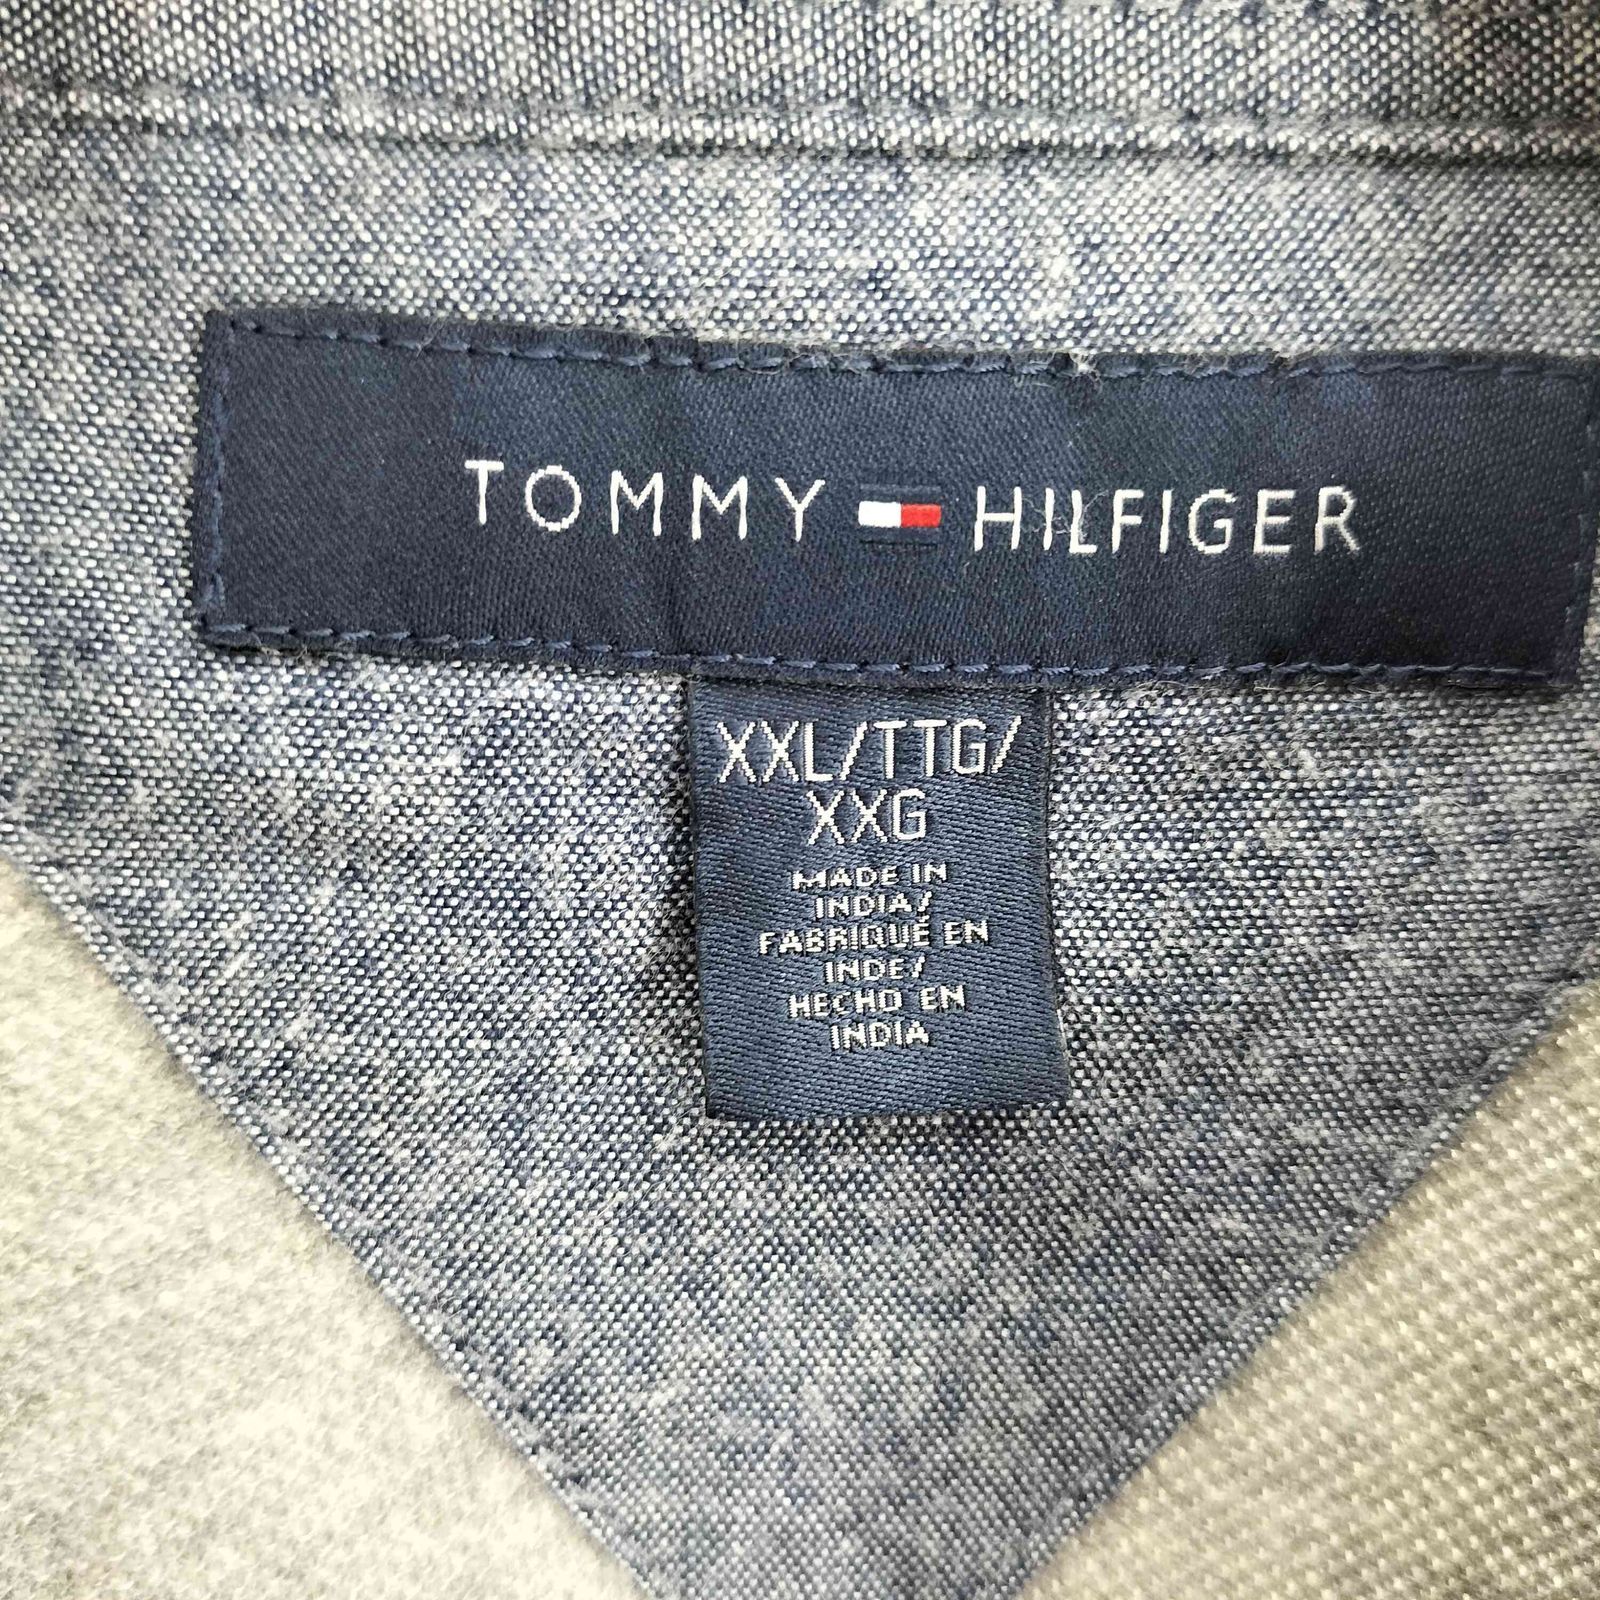 TOMMY HILFIGER
XXL/TTG/
XXG
MADE IN
INDIA/
FABRIQUÉ EN
INDE/
HECHO EN
INDIA